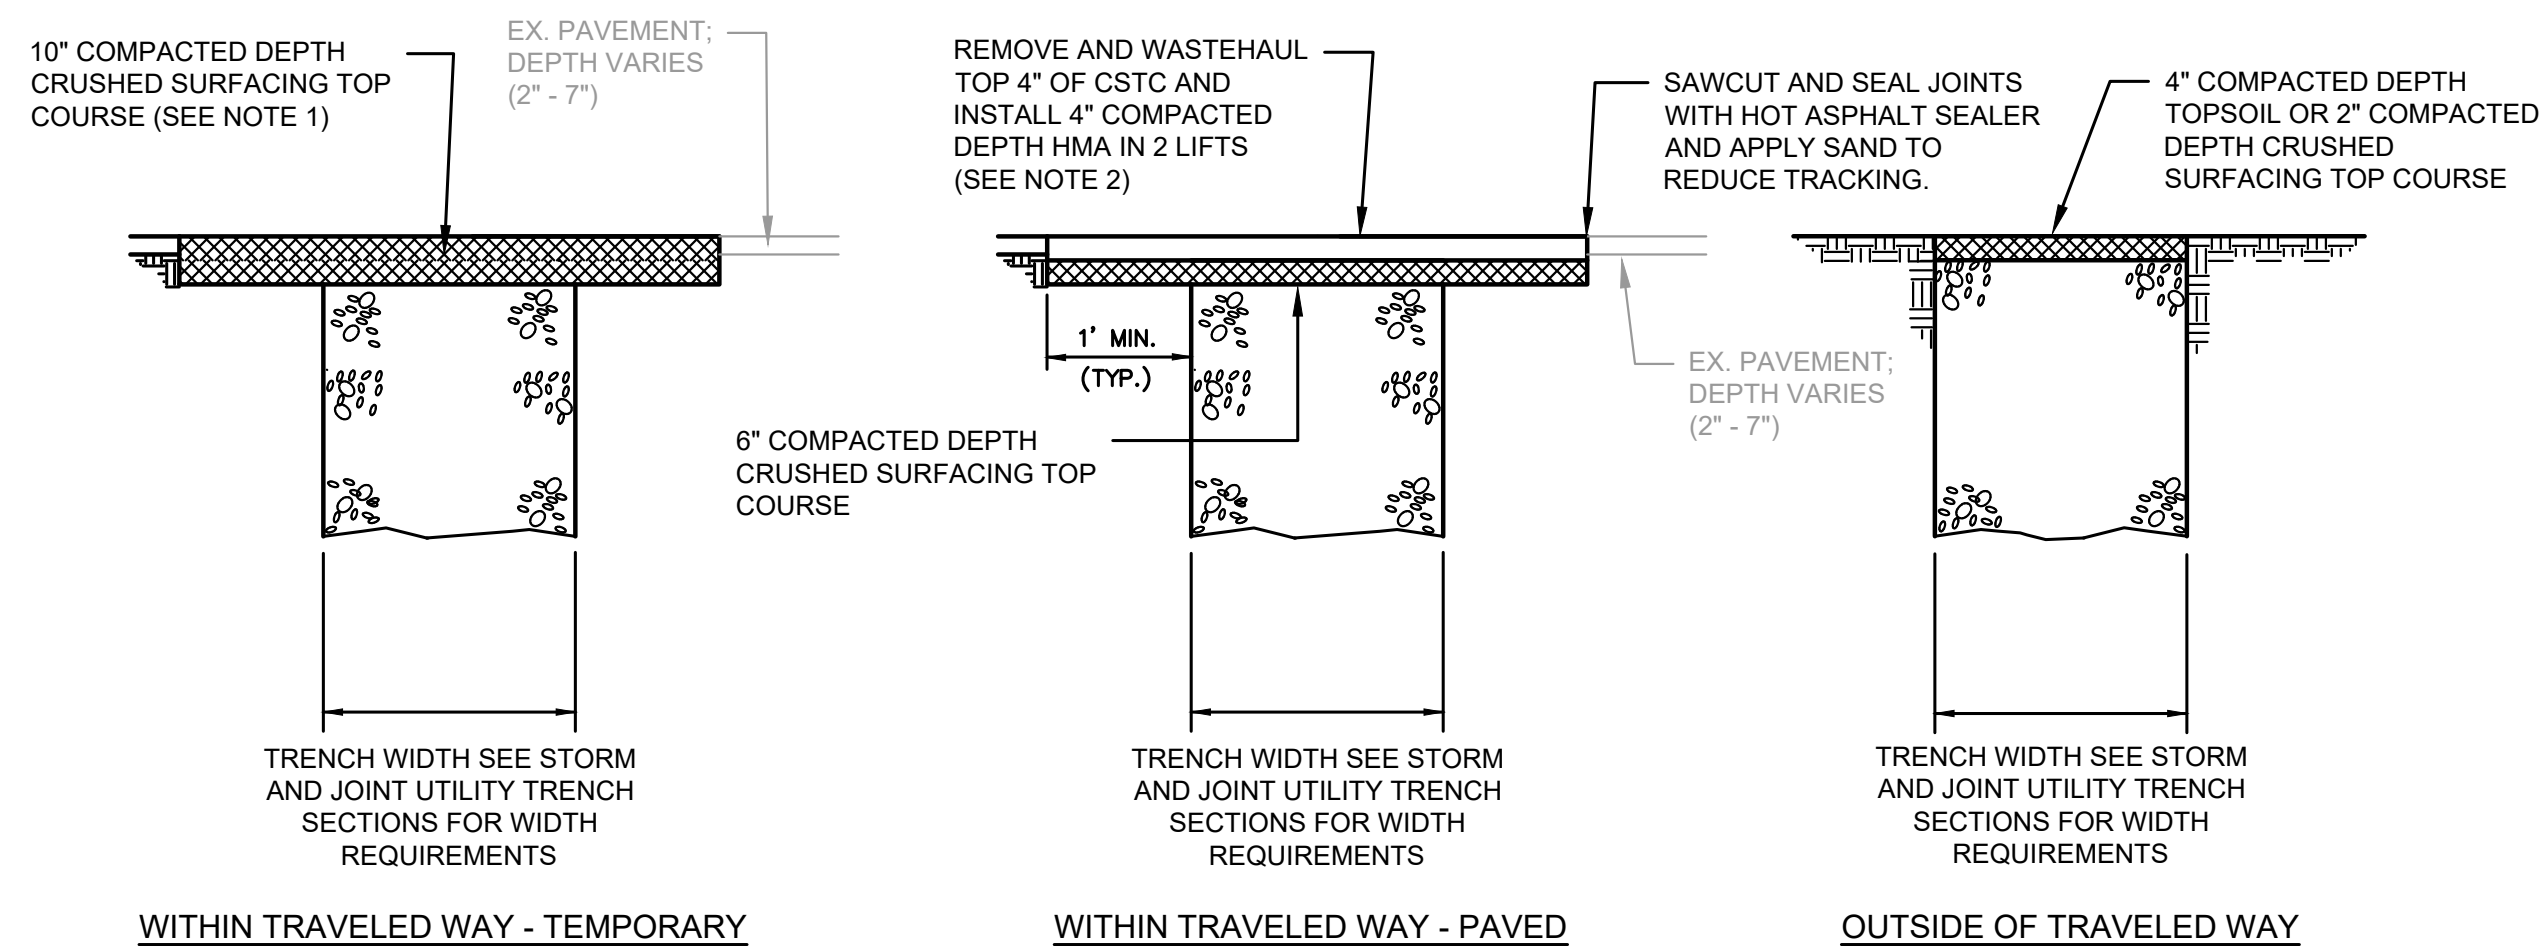 10" COMPACTED DEPTH
CRUSHED SURFACING TOP
COURSE (SEE NOTE 1)
EX. PAVEMENT;
DEPTH VARIES
(2" - 7")
TRENCH WIDTH SEE STORM
AND JOINT UTILITY TRENCH
SECTIONS FOR WIDTH
REQUIREMENTS
WITHIN TRAVELED WAY - TEMPORARY
REMOVE AND WASTEHAUL
TOP 4" OF CSTC AND
INSTALL 4" COMPACTED
DEPTH HMA IN 2 LIFTS
(SEE NOTE 2)
SAWCUT AND SEAL JOINTS
WITH HOT ASPHALT SEALER
AND APPLY SAND TO
REDUCE TRACKING.
1' MIN.
(TYP.)
EX. PAVEMENT;
DEPTH VARIES
(2" - 7")
6" COMPACTED DEPTH
CRUSHED SURFACING TOP
COURSE
TRENCH WIDTH SEE STORM
AND JOINT UTILITY TRENCH
SECTIONS FOR WIDTH
REQUIREMENTS
WITHIN TRAVELED WAY - PAVED
4" COMPACTED DEPTH
TOPSOIL OR 2" COMPACTED
DEPTH CRUSHED
SURFACING TOP COURSE
TRENCH WIDTH SEE STORM
AND JOINT UTILITY TRENCH
SECTIONS FOR WIDTH
REQUIREMENTS
OUTSIDE OF TRAVELED WAY